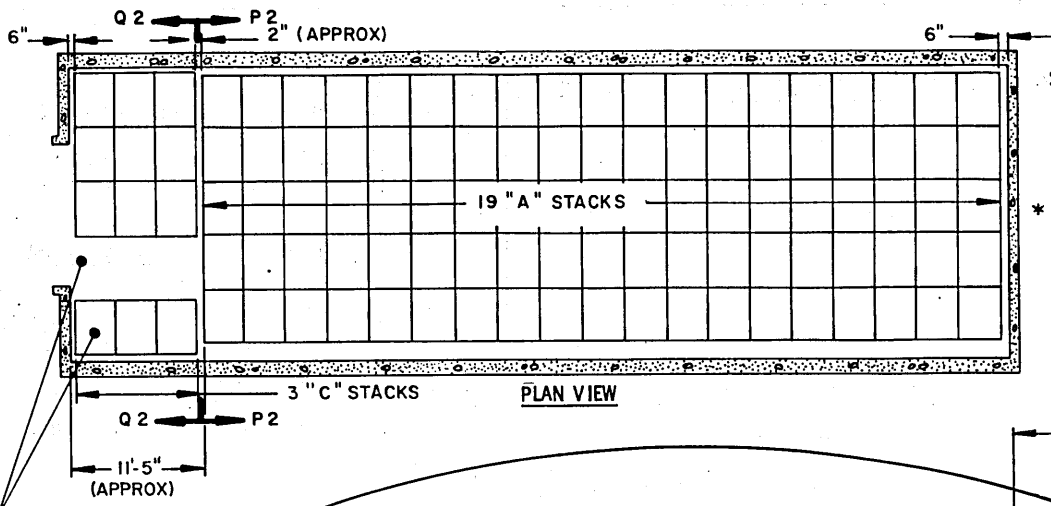 Q 2 P 2
6" 2" (APPROX) 6"
19 "A" STACKS
*
3 "C" STACKS
PLAN VIEW
Q 2 P 2
11'-5"
(APPROX)